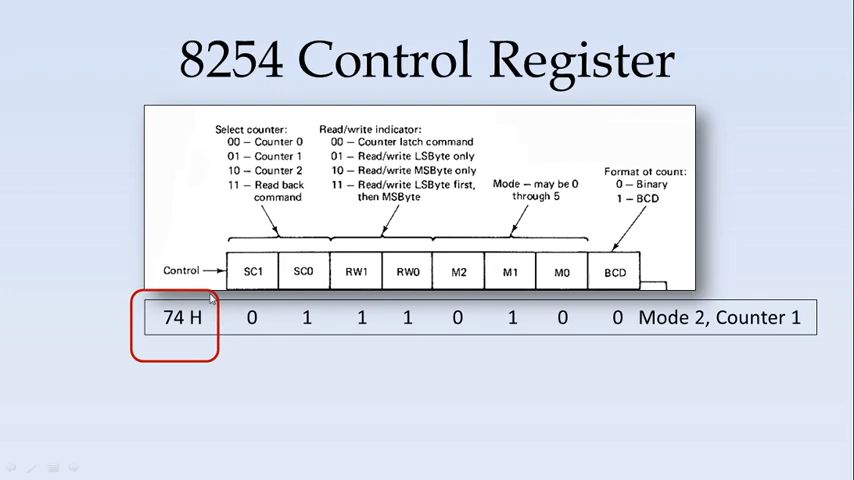 8254 Control Register
Select counter:
00 — Counter 0
01 — Counter 1
10 — Counter 2
11 — Read back
command
Read/write indicator:
00 — Counter latch command
01 — Read/write LSByte only
10 — Read/write MSByte only
11 — Read/write LSByte first,
then MSByte
Mode — may be 0
through 5
Format of count:
0 — Binary
1 — BCD
Control
SC1 SC0 RW1 RW0 M2 M1 M0 BCD
74 H 0 1 1 1 0 1 0 0 Mode 2, Counter 1